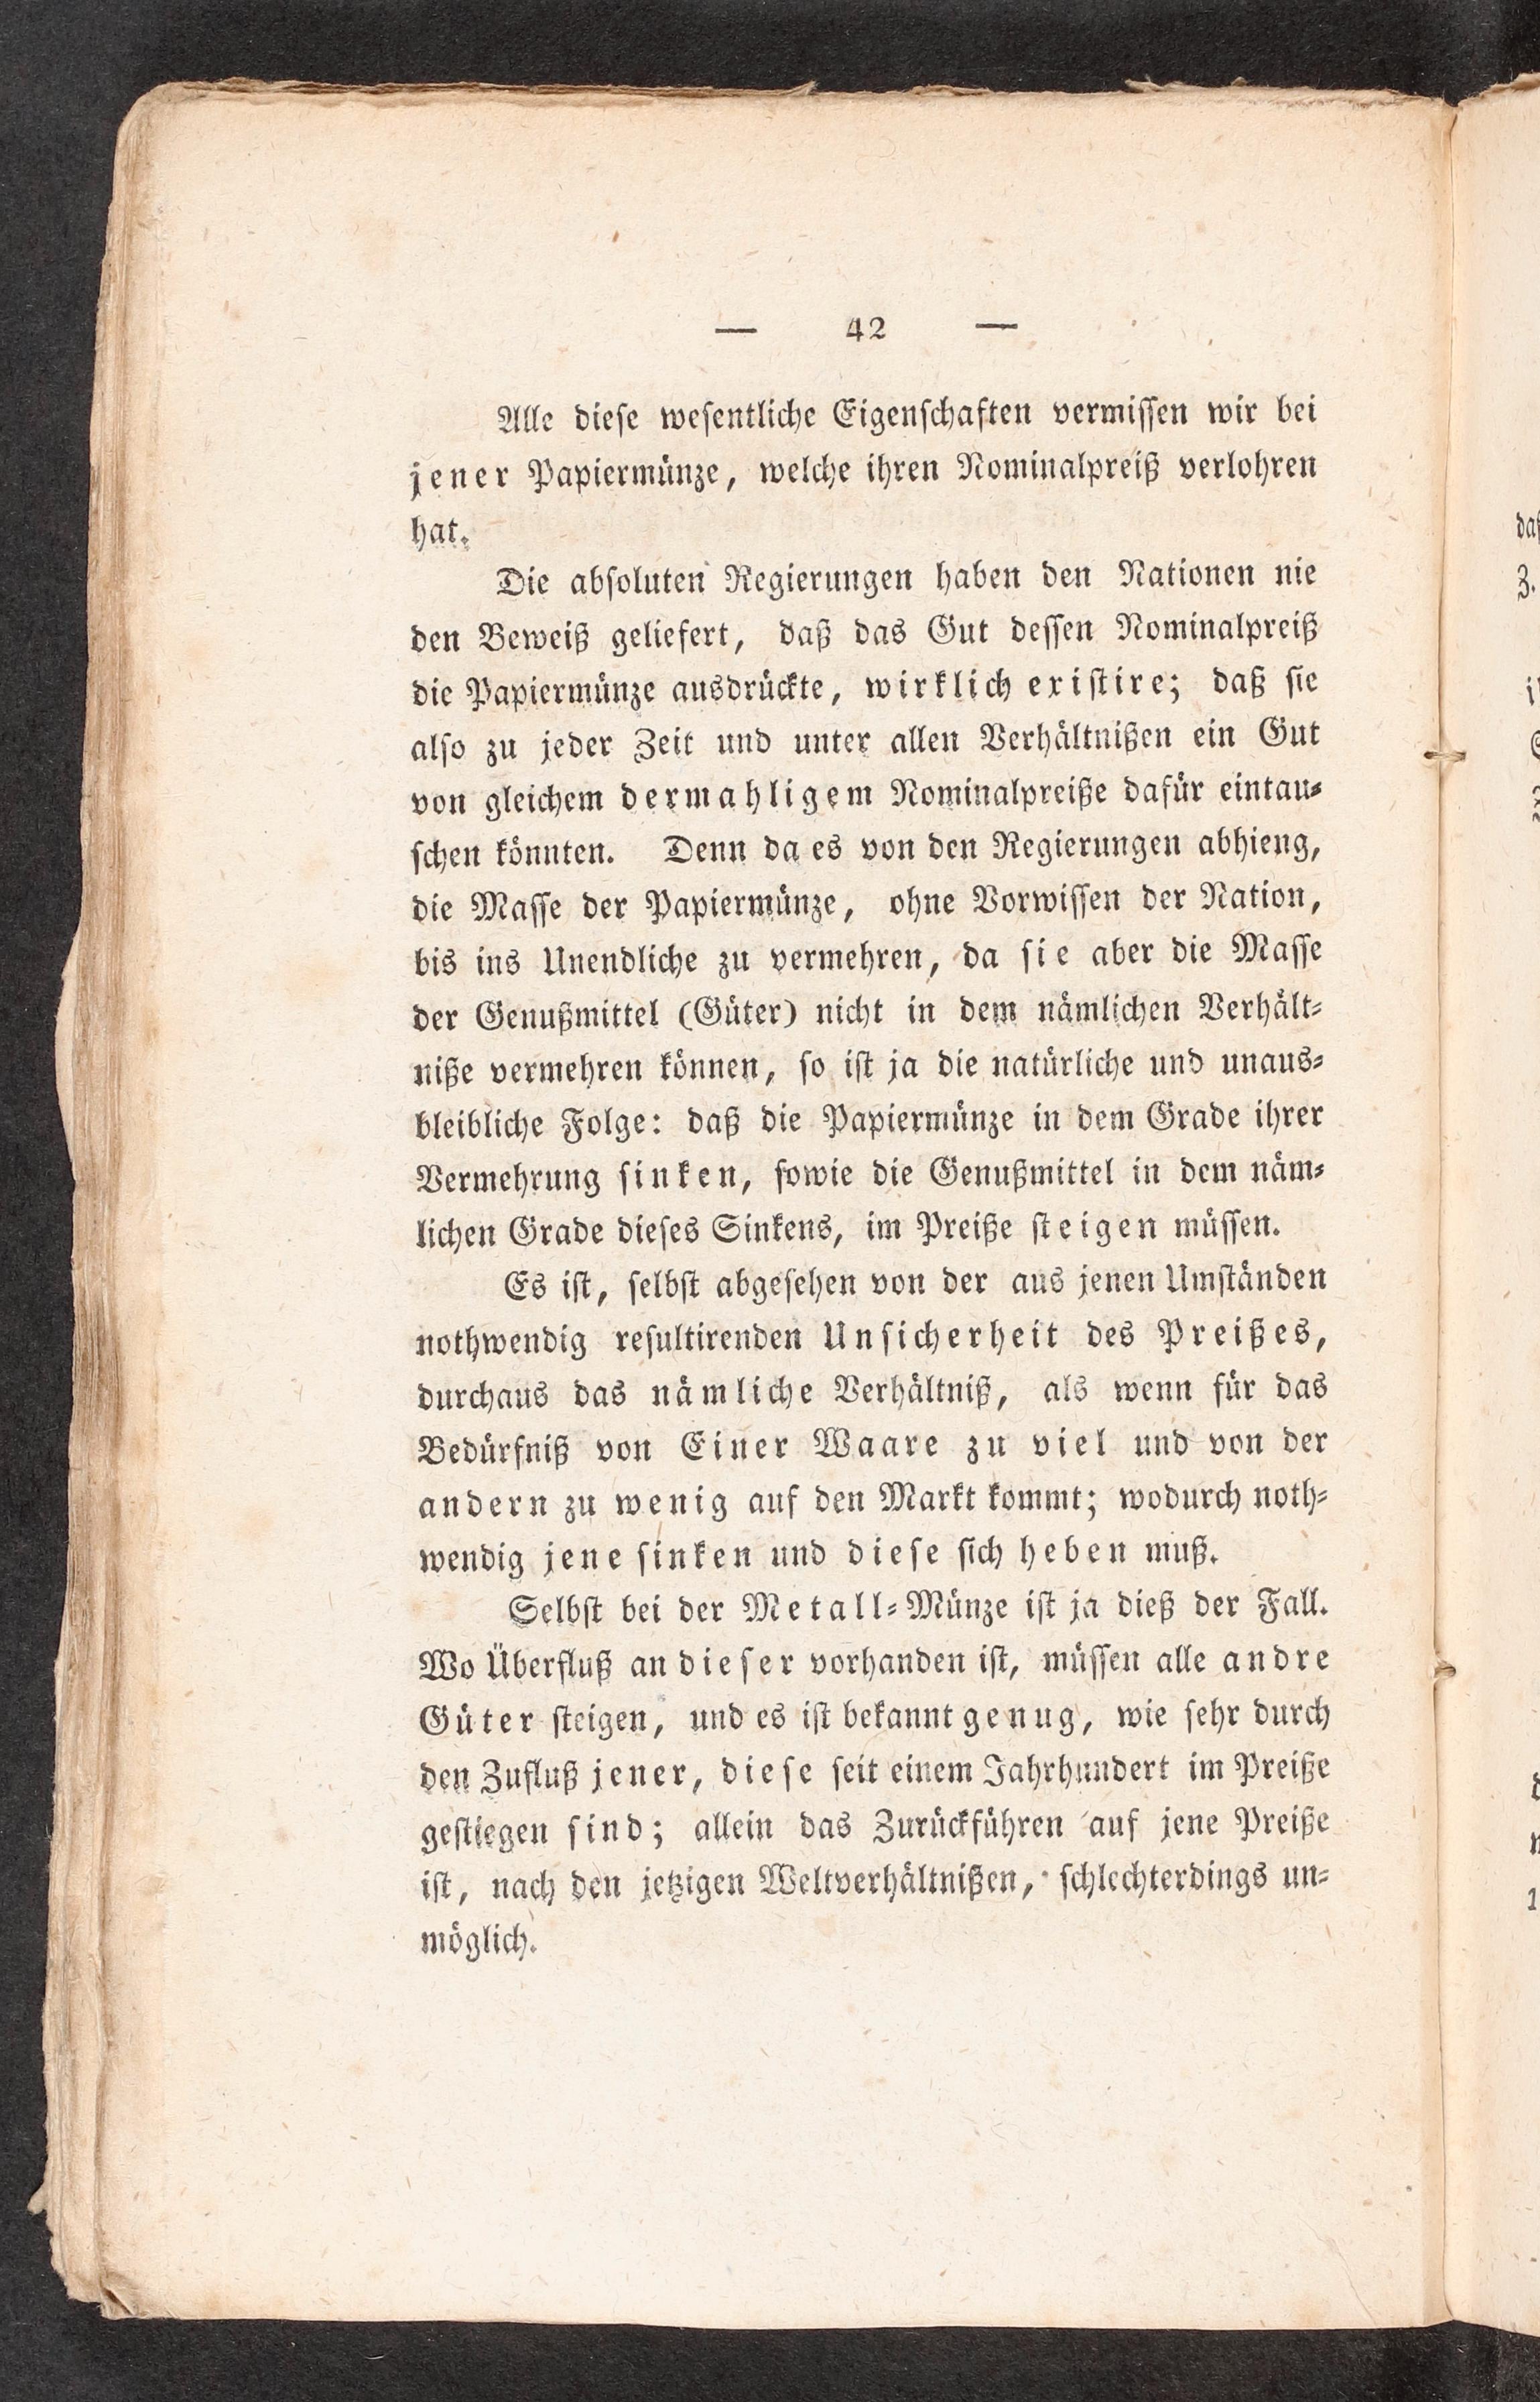 — 42 —
Alle diese wesentliche Eigenschaften vermissen wir bei
jener Papiermünze, welche ihren Nominalpreiß verlohren
hat.
Die absoluten Regierungen haben den Nationen nie
den Beweiß geliefert, daß das Gut dessen Nominalpreiß
die Papiermünze ausdrückte, wirklich existire; daß sie
also zu jeder Zeit und unter allen Verhältnißen ein Gut
von gleichem dermahligem Nominalpreiße dafür eintau-
schen könnten. Denn da es von den Regierungen abhieng,
die Masse der Papiermünze, ohne Vorwissen der Nation,
bis ins Unendliche zu vermehren, da sie aber die Masse
der Genußmittel (Güter) nicht in dem nämlichen Verhält-
niße vermehren können, so ist ja die natürliche und unaus-
bleibliche Folge: daß die Papiermünze in dem Grade ihrer
Vermehrung sinken, sowie die Genußmittel in dem näm-
lichen Grade dieses Sinkens, im Preiße steigen müssen.
Es ist, selbst abgesehen von der aus jenen Umständen
nothwendig resultirenden Unsicherheit des Preißes,
durchaus das nämliche Verhältniß, als wenn für das
Bedürfniß von Einer Waare zu viel und von der
andern zu wenig auf den Markt kommt; wodurch noth-
wendig jene sinken und diese sich heben muß.
Selbst bei der Metall-Münze ist ja dieß der Fall.
Wo Überfluß an dieser vorhanden ist, müssen alle andre
Güter steigen, und es ist bekannt genug, wie sehr durch
den Zufluß jener, diese seit einem Jahrhundert im Preiße
gestiegen sind; allein das Zurückführen auf jene Preiße
ist, nach den jetzigen Weltverhältnißen, schlechterdings un-
möglich.